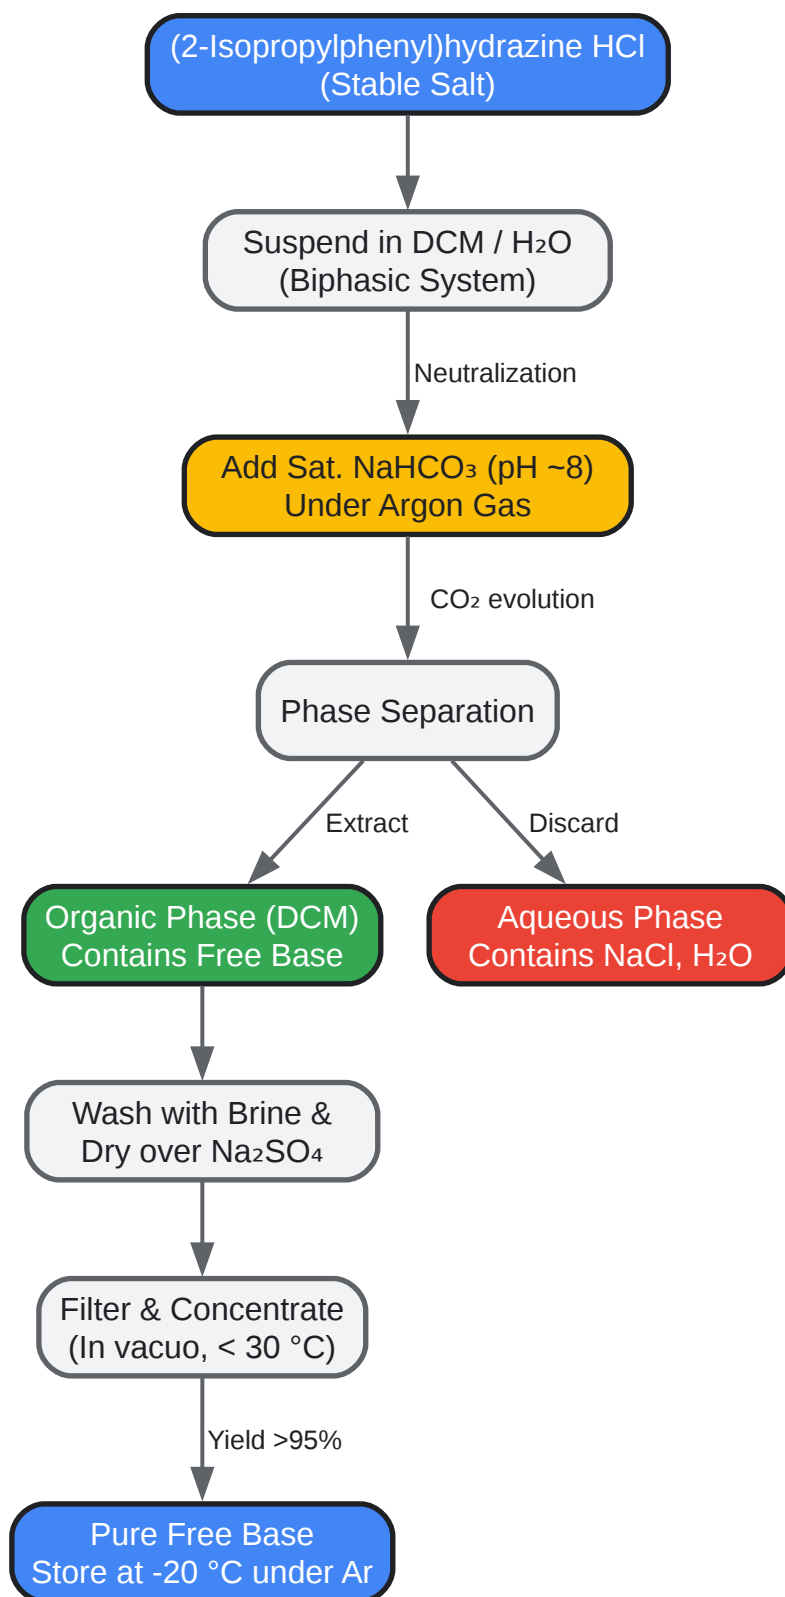 (2-Isopropylphenyl)hydrazine HCl
(Stable Salt)
Suspend in DCM / H₂O
(Biphasic System)
Neutralization
Add Sat. NaHCO₃ (pH ~8)
Under Argon Gas
CO₂ evolution
Phase Separation
Extract
Discard
Organic Phase (DCM)
Contains Free Base
Aqueous Phase
Contains NaCl, H₂O
Wash with Brine &
Dry over Na₂SO₄
Filter & Concentrate
(In vacuo, < 30 °C)
Yield >95%
Pure Free Base
Store at -20 °C under Ar